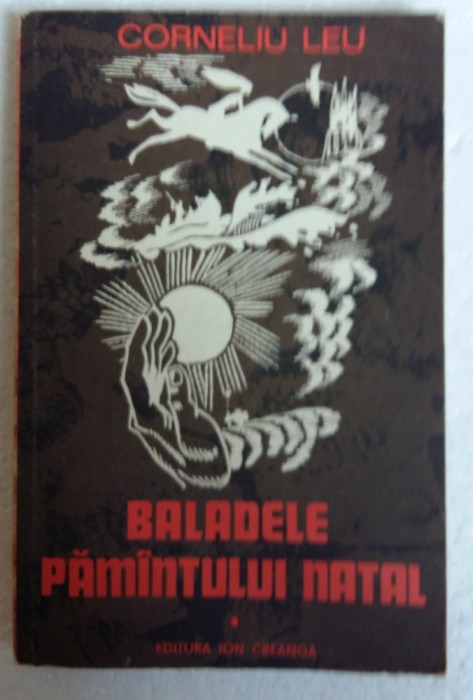 CORNELIU LEU
BALADELE
PĂMÎNTULUI NATAL
EDITURA ION CREANGA